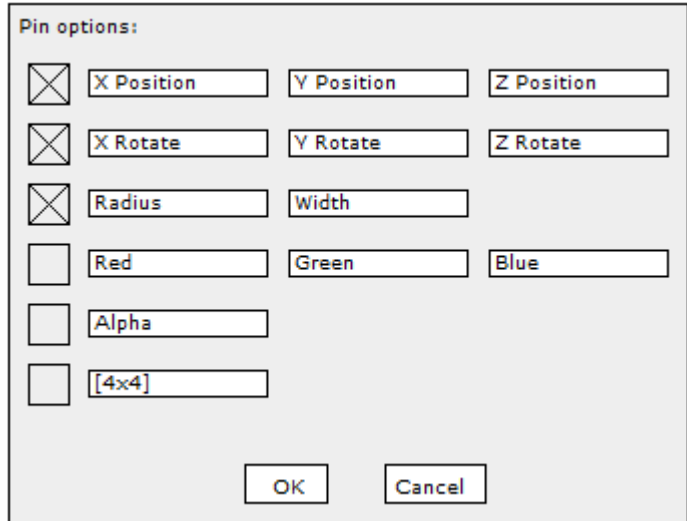 Pin options:
X Position Y Position Z Position
X Rotate Y Rotate Z Rotate
Radius Width
Red Green Blue
Alpha
[4x4]
OK Cancel